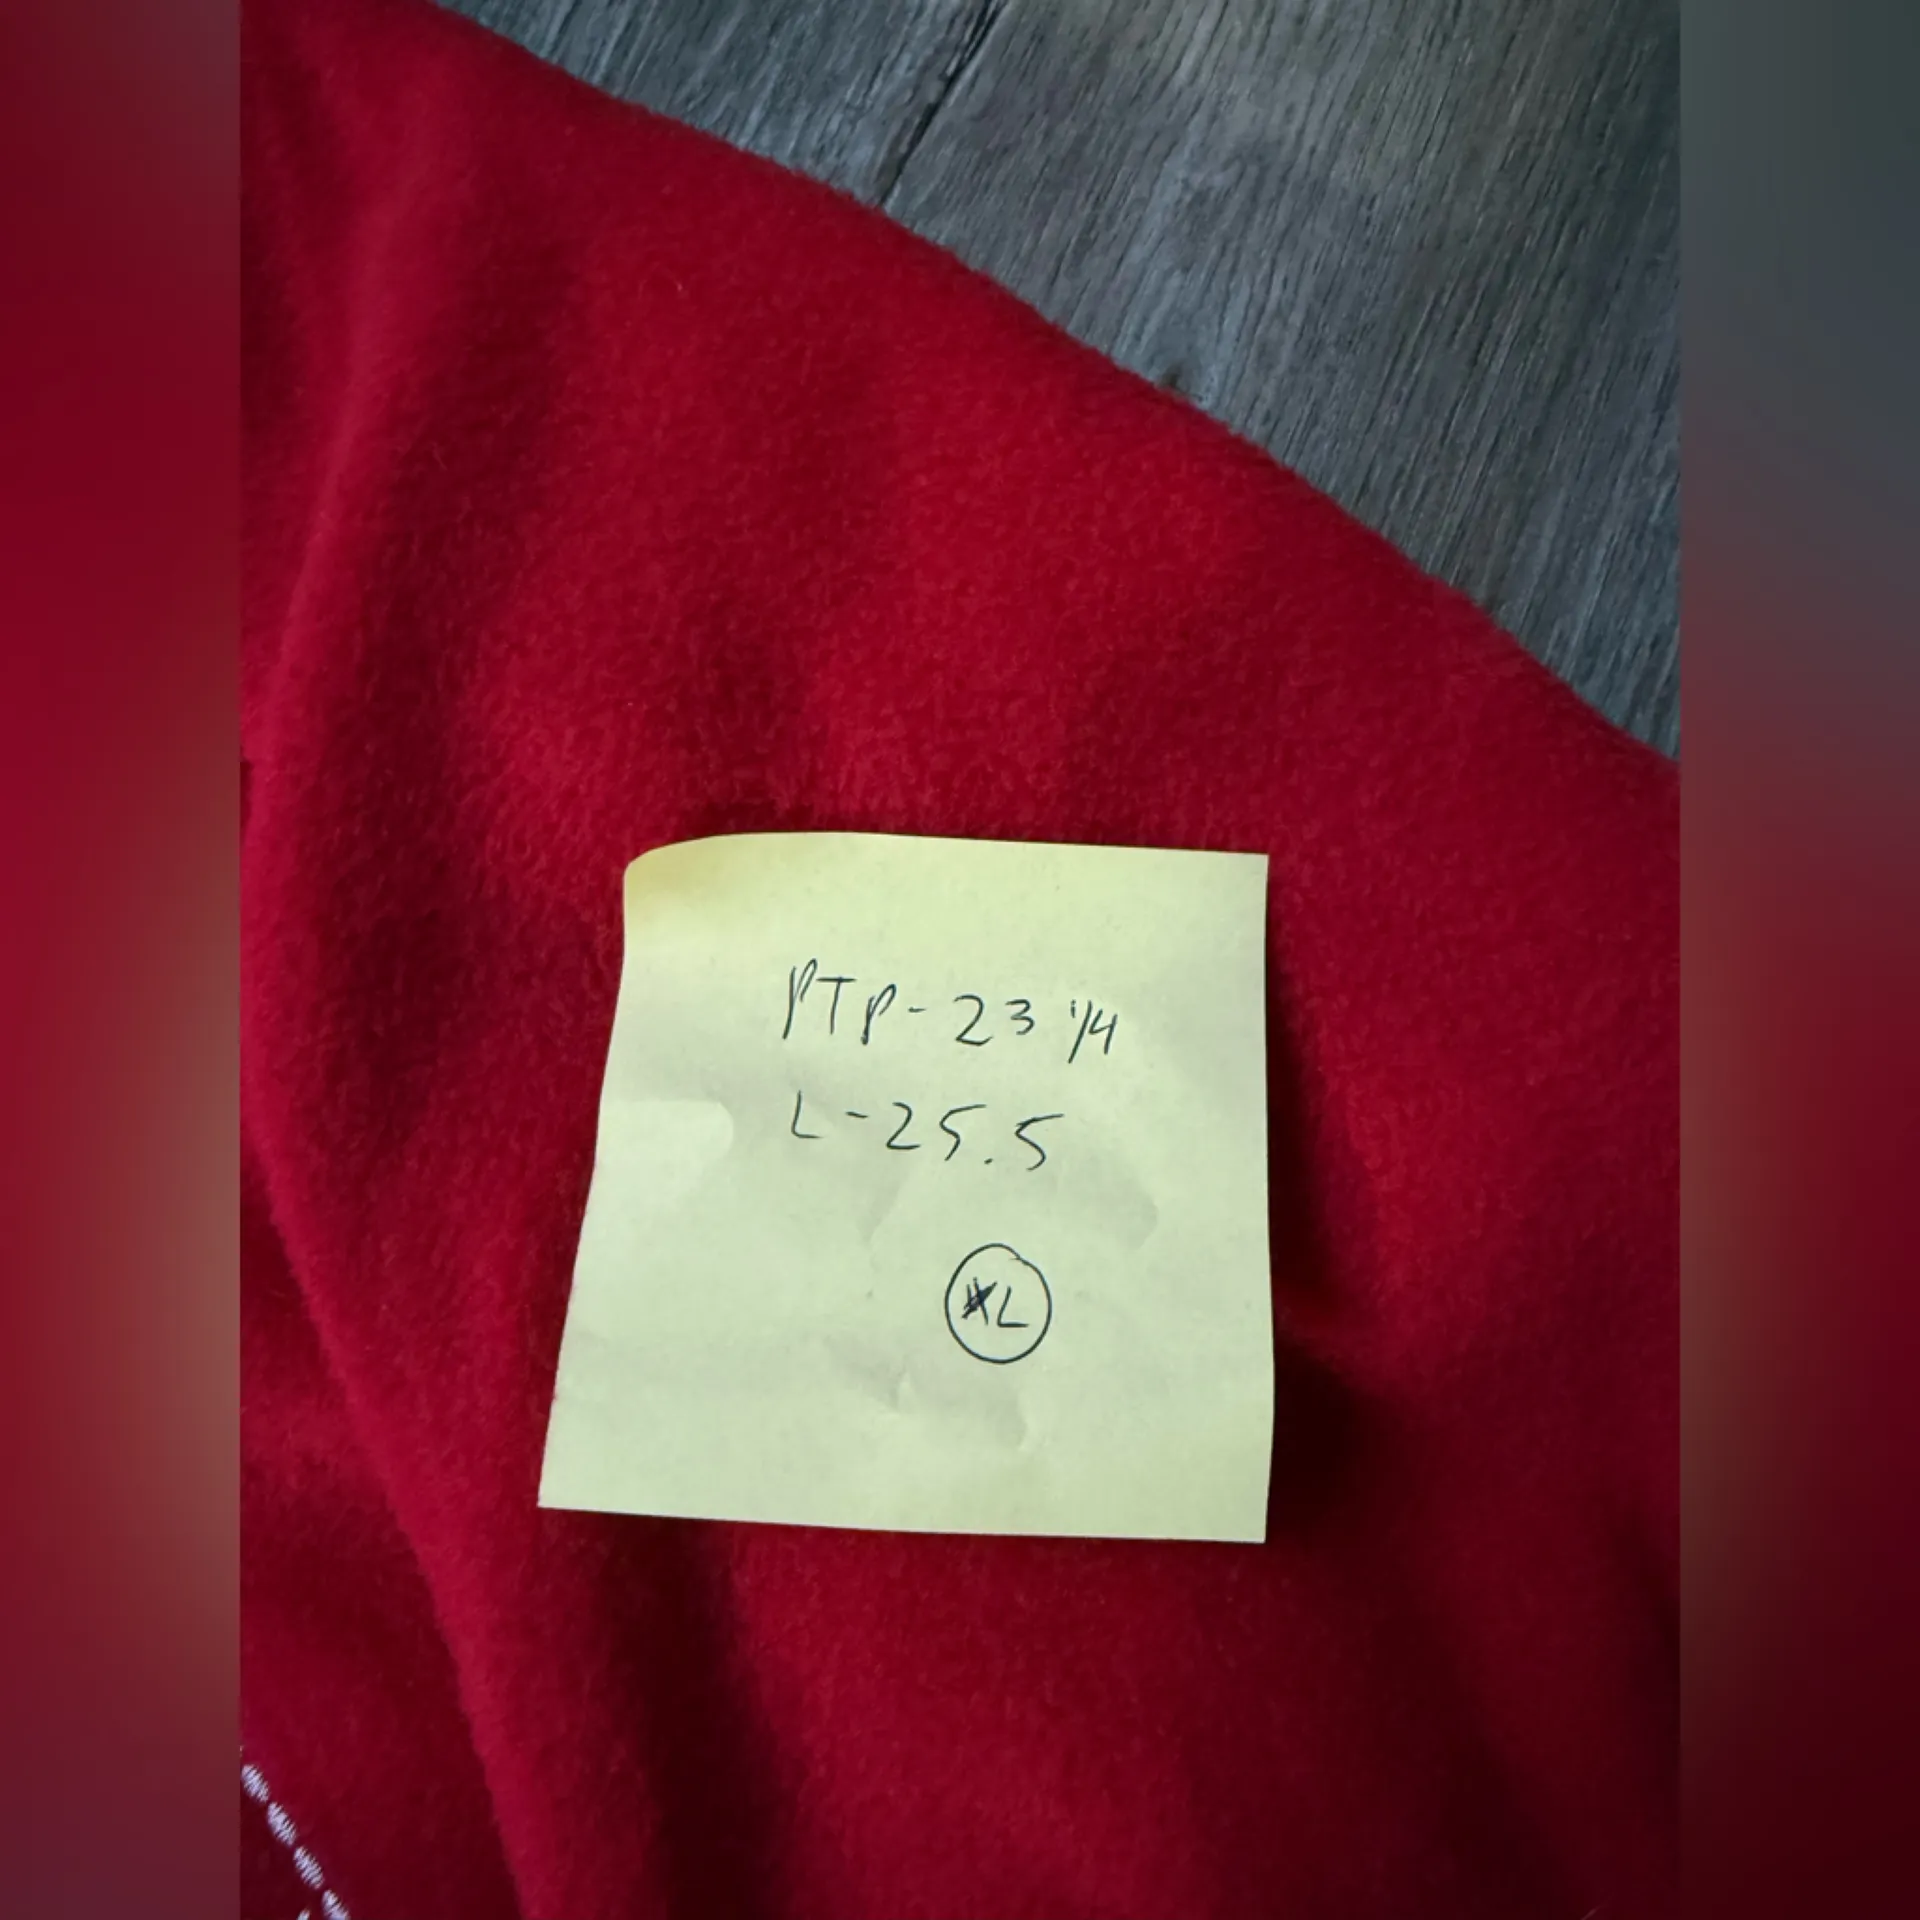 PTP - 23 1/4
L - 25.5
XL